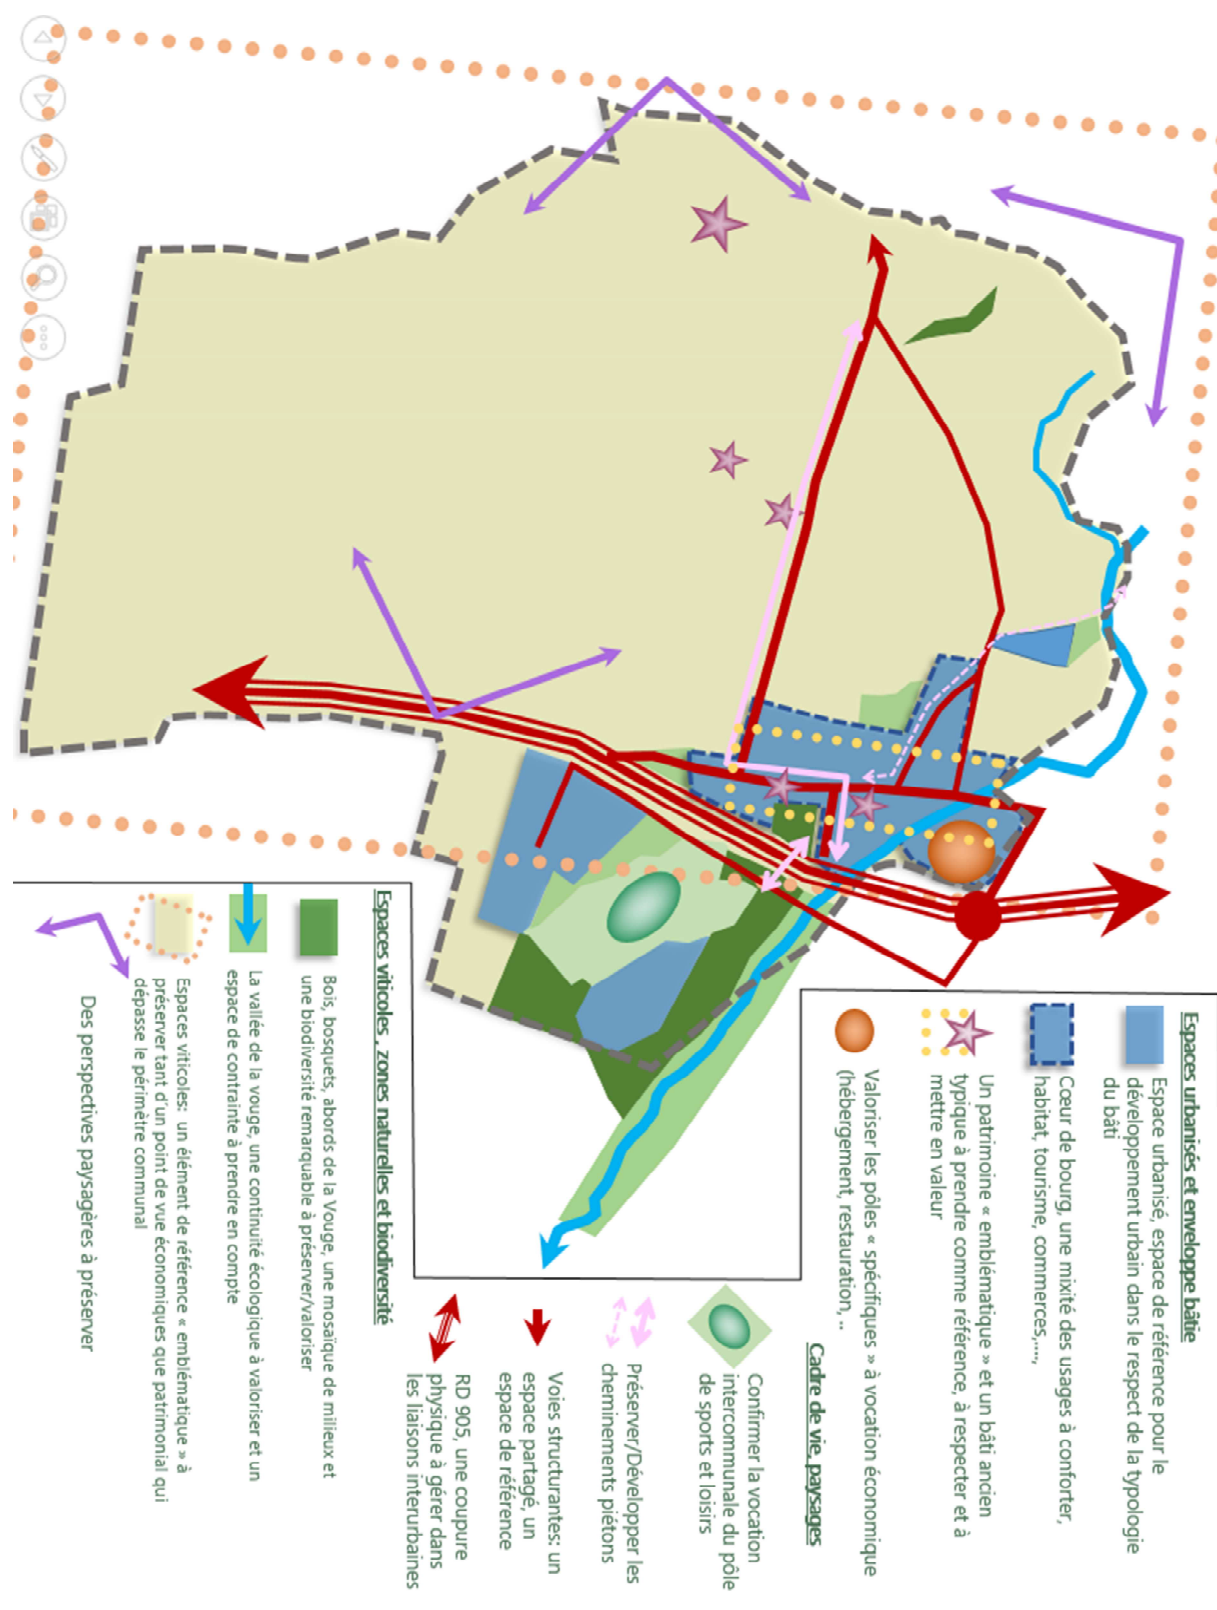 Espaces urbanisés et enveloppe bâtie
Espace urbanisé, espace de référence pour le
développement urbain dans le respect de la typologie
du bâti
Cœur de bourg, une mixité des usages à conforter,
habitat, tourisme, commerces,....,
Un patrimoine « emblématique » et un bâti ancien
typique à prendre comme référence, à respecter et à
mettre en valeur
Valoriser les pôles « spécifiques » à vocation économique
(hébergement, restauration, ..
Cadre de vie, paysages
Confirmer la vocation
intercommunale du pôle
de sports et loisirs
Préserver/Développer les
cheminements piétons
Voies structurantes: un
espace partagé, un
espace de référence
RD 905, une coupure
physique à gérer dans
les liaisons interurbaines
Espaces viticoles , zones naturelles et biodiversité
Bois, bosquets, abords de la Vouge, une mosaïque de milieux et
une biodiversité remarquable à préserver/valoriser
La vallée de la vouge, une continuité écologique à valoriser et un
espace de contrainte à prendre en compte
Espaces viticoles: un élément de référence « emblématique » à
préserver tant d'un point de vue économiques que patrimonial qui
dépasse le périmètre communal
Des perspectives paysagères à préserver